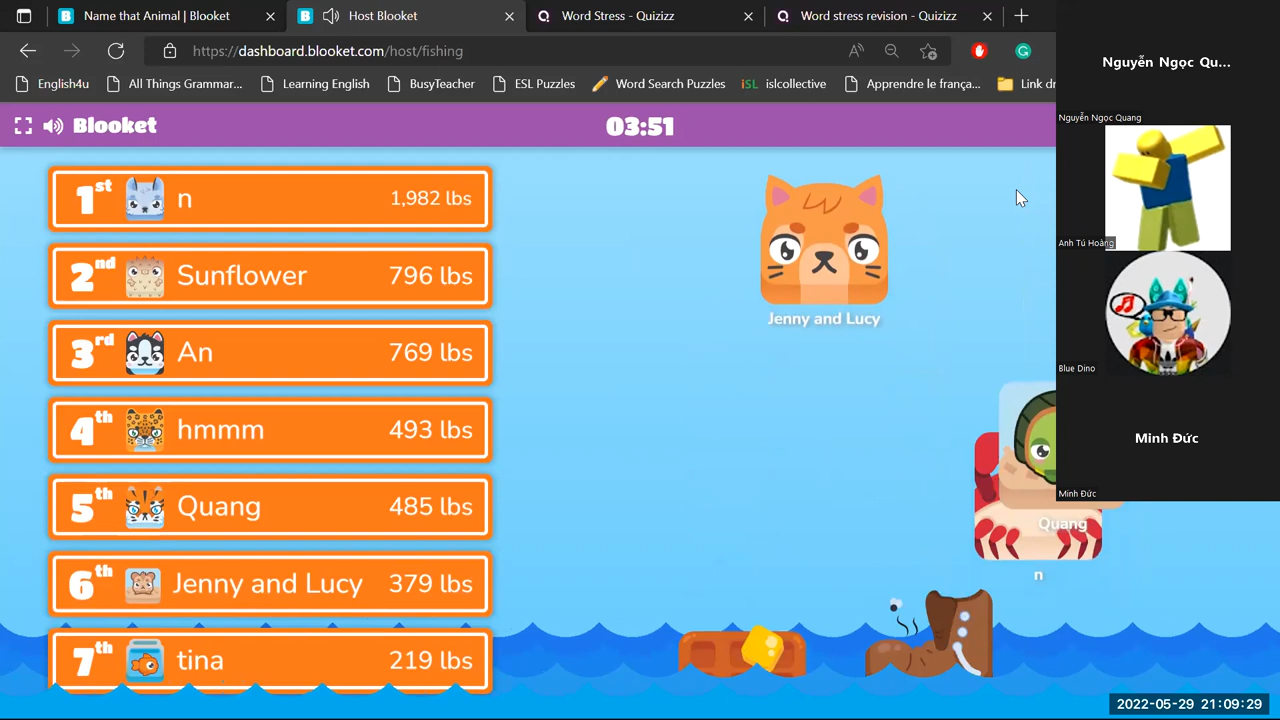 Name that Animal | Blooket
Host Blooket
Word Stress - Quizizz
Word stress revision - Quizizz
https://dashboard.blooket.com/host/fishing
English4u
All Things Grammar...
Learning English
BusyTeacher
ESL Puzzles
Word Search Puzzles
iSL islcollective
Apprendre le frança...
Link dr
Blooket
03:51
1st n 1,982 lbs
2nd Sunflower 796 lbs
3rd An 769 lbs
4th hmmm 493 lbs
5th Quang 485 lbs
6th Jenny and Lucy 379 lbs
7th tina 219 lbs
Jenny and Lucy
Quang
n
Nguyễn Ngọc Qu...
Nguyễn Ngọc Quang
Anh Tú Hoàng
Blue Dino
Minh Đức
Minh Đức
2022-05-29 21:09:29